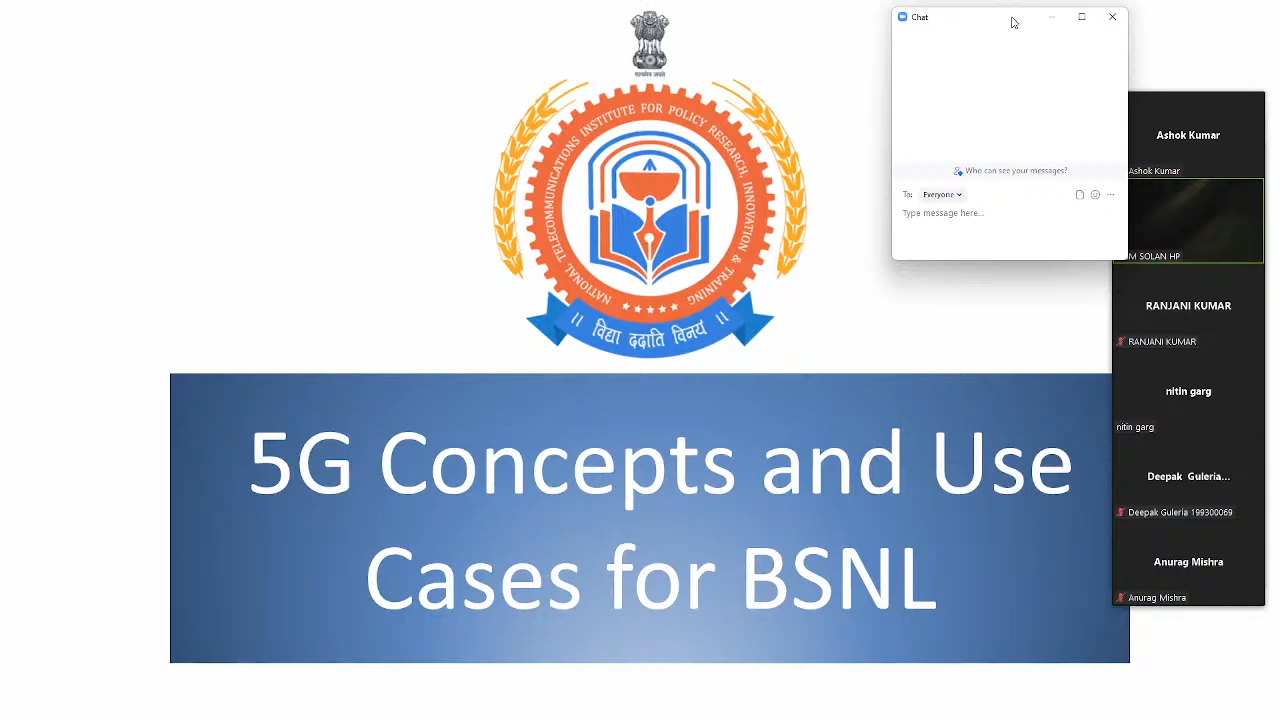 सत्यमेव जयते
NATIONAL TELECOMMUNICATIONS INSTITUTE FOR POLICY RESEARCH, INNOVATION & TRAINING
।। विद्या ददाति विनयं ।।
5G Concepts and Use
Cases for BSNL
Chat
Who can see your messages?
To: Everyone
Type message here...
Ashok Kumar
Ashok Kumar
M SOLAN HP
RANJANI KUMAR
RANJANI KUMAR
nitin garg
nitin garg
Deepak Guleria...
Deepak Guleria 199300069
Anurag Mishra
Anurag Mishra